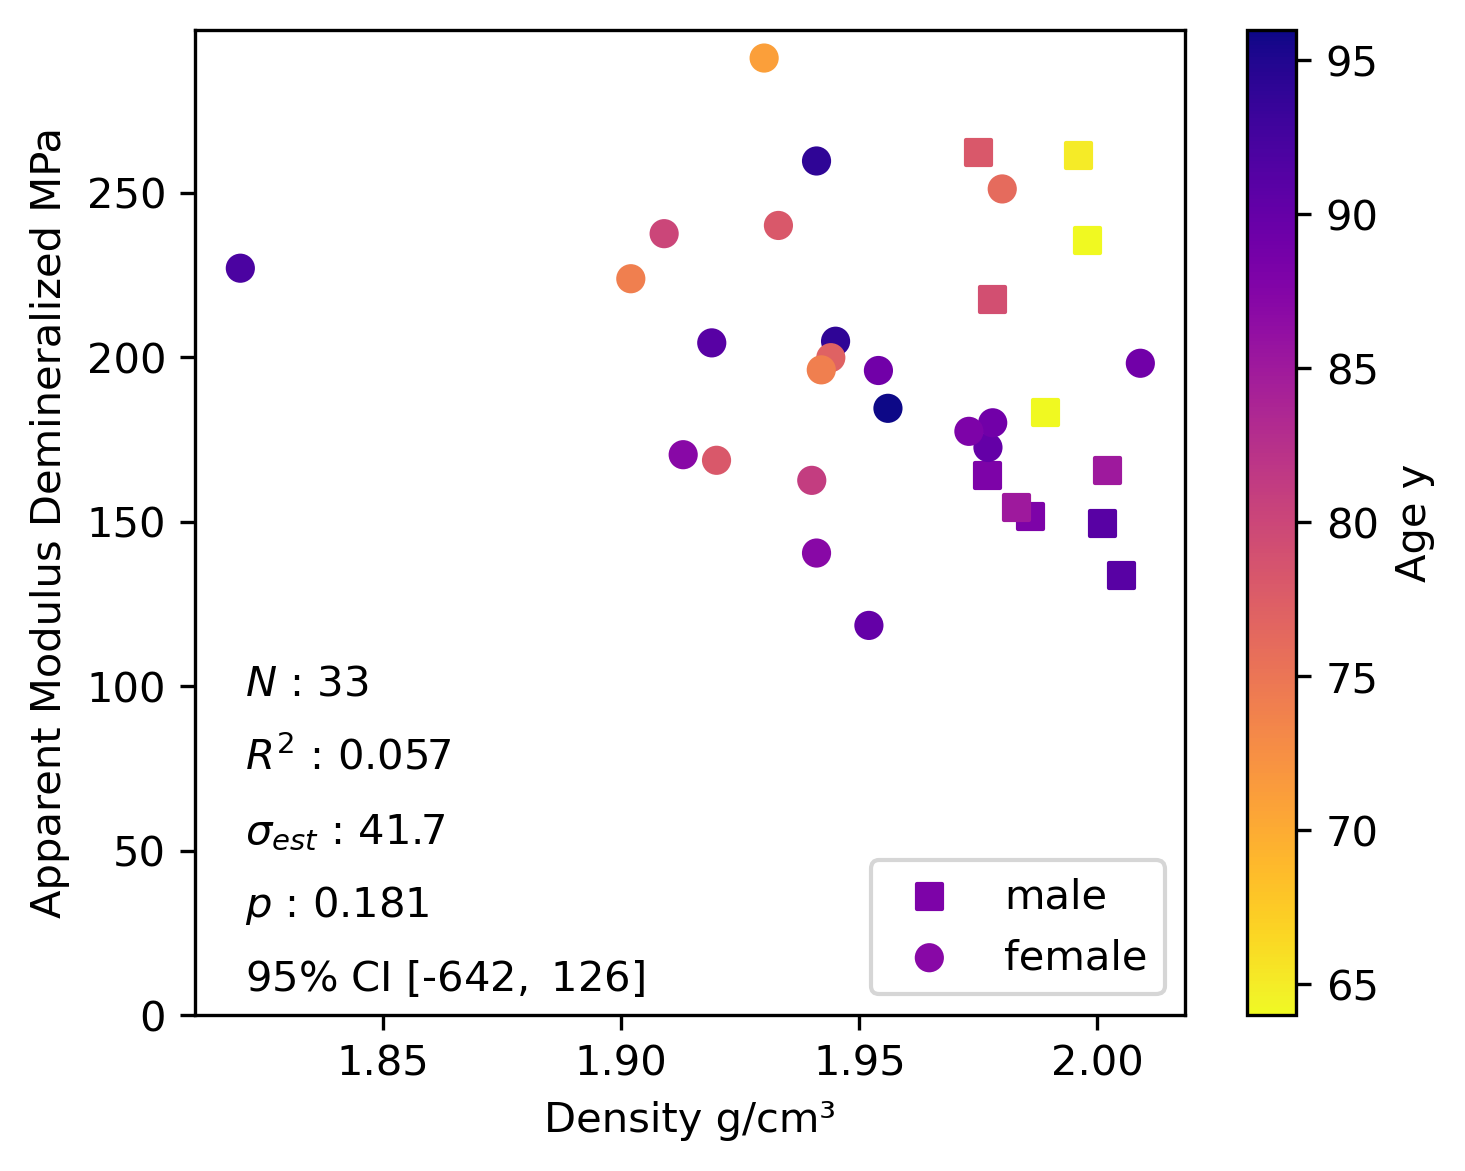 Apparent Modulus Demineralized MPa
250
200
150
100
50
0
N : 33
R² : 0.057
σ_est : 41.7
p : 0.181
95% CI [-642, 126]
male
female
1.85
1.90
1.95
2.00
Density g/cm³
95
90
85
80
75
70
65
Age y